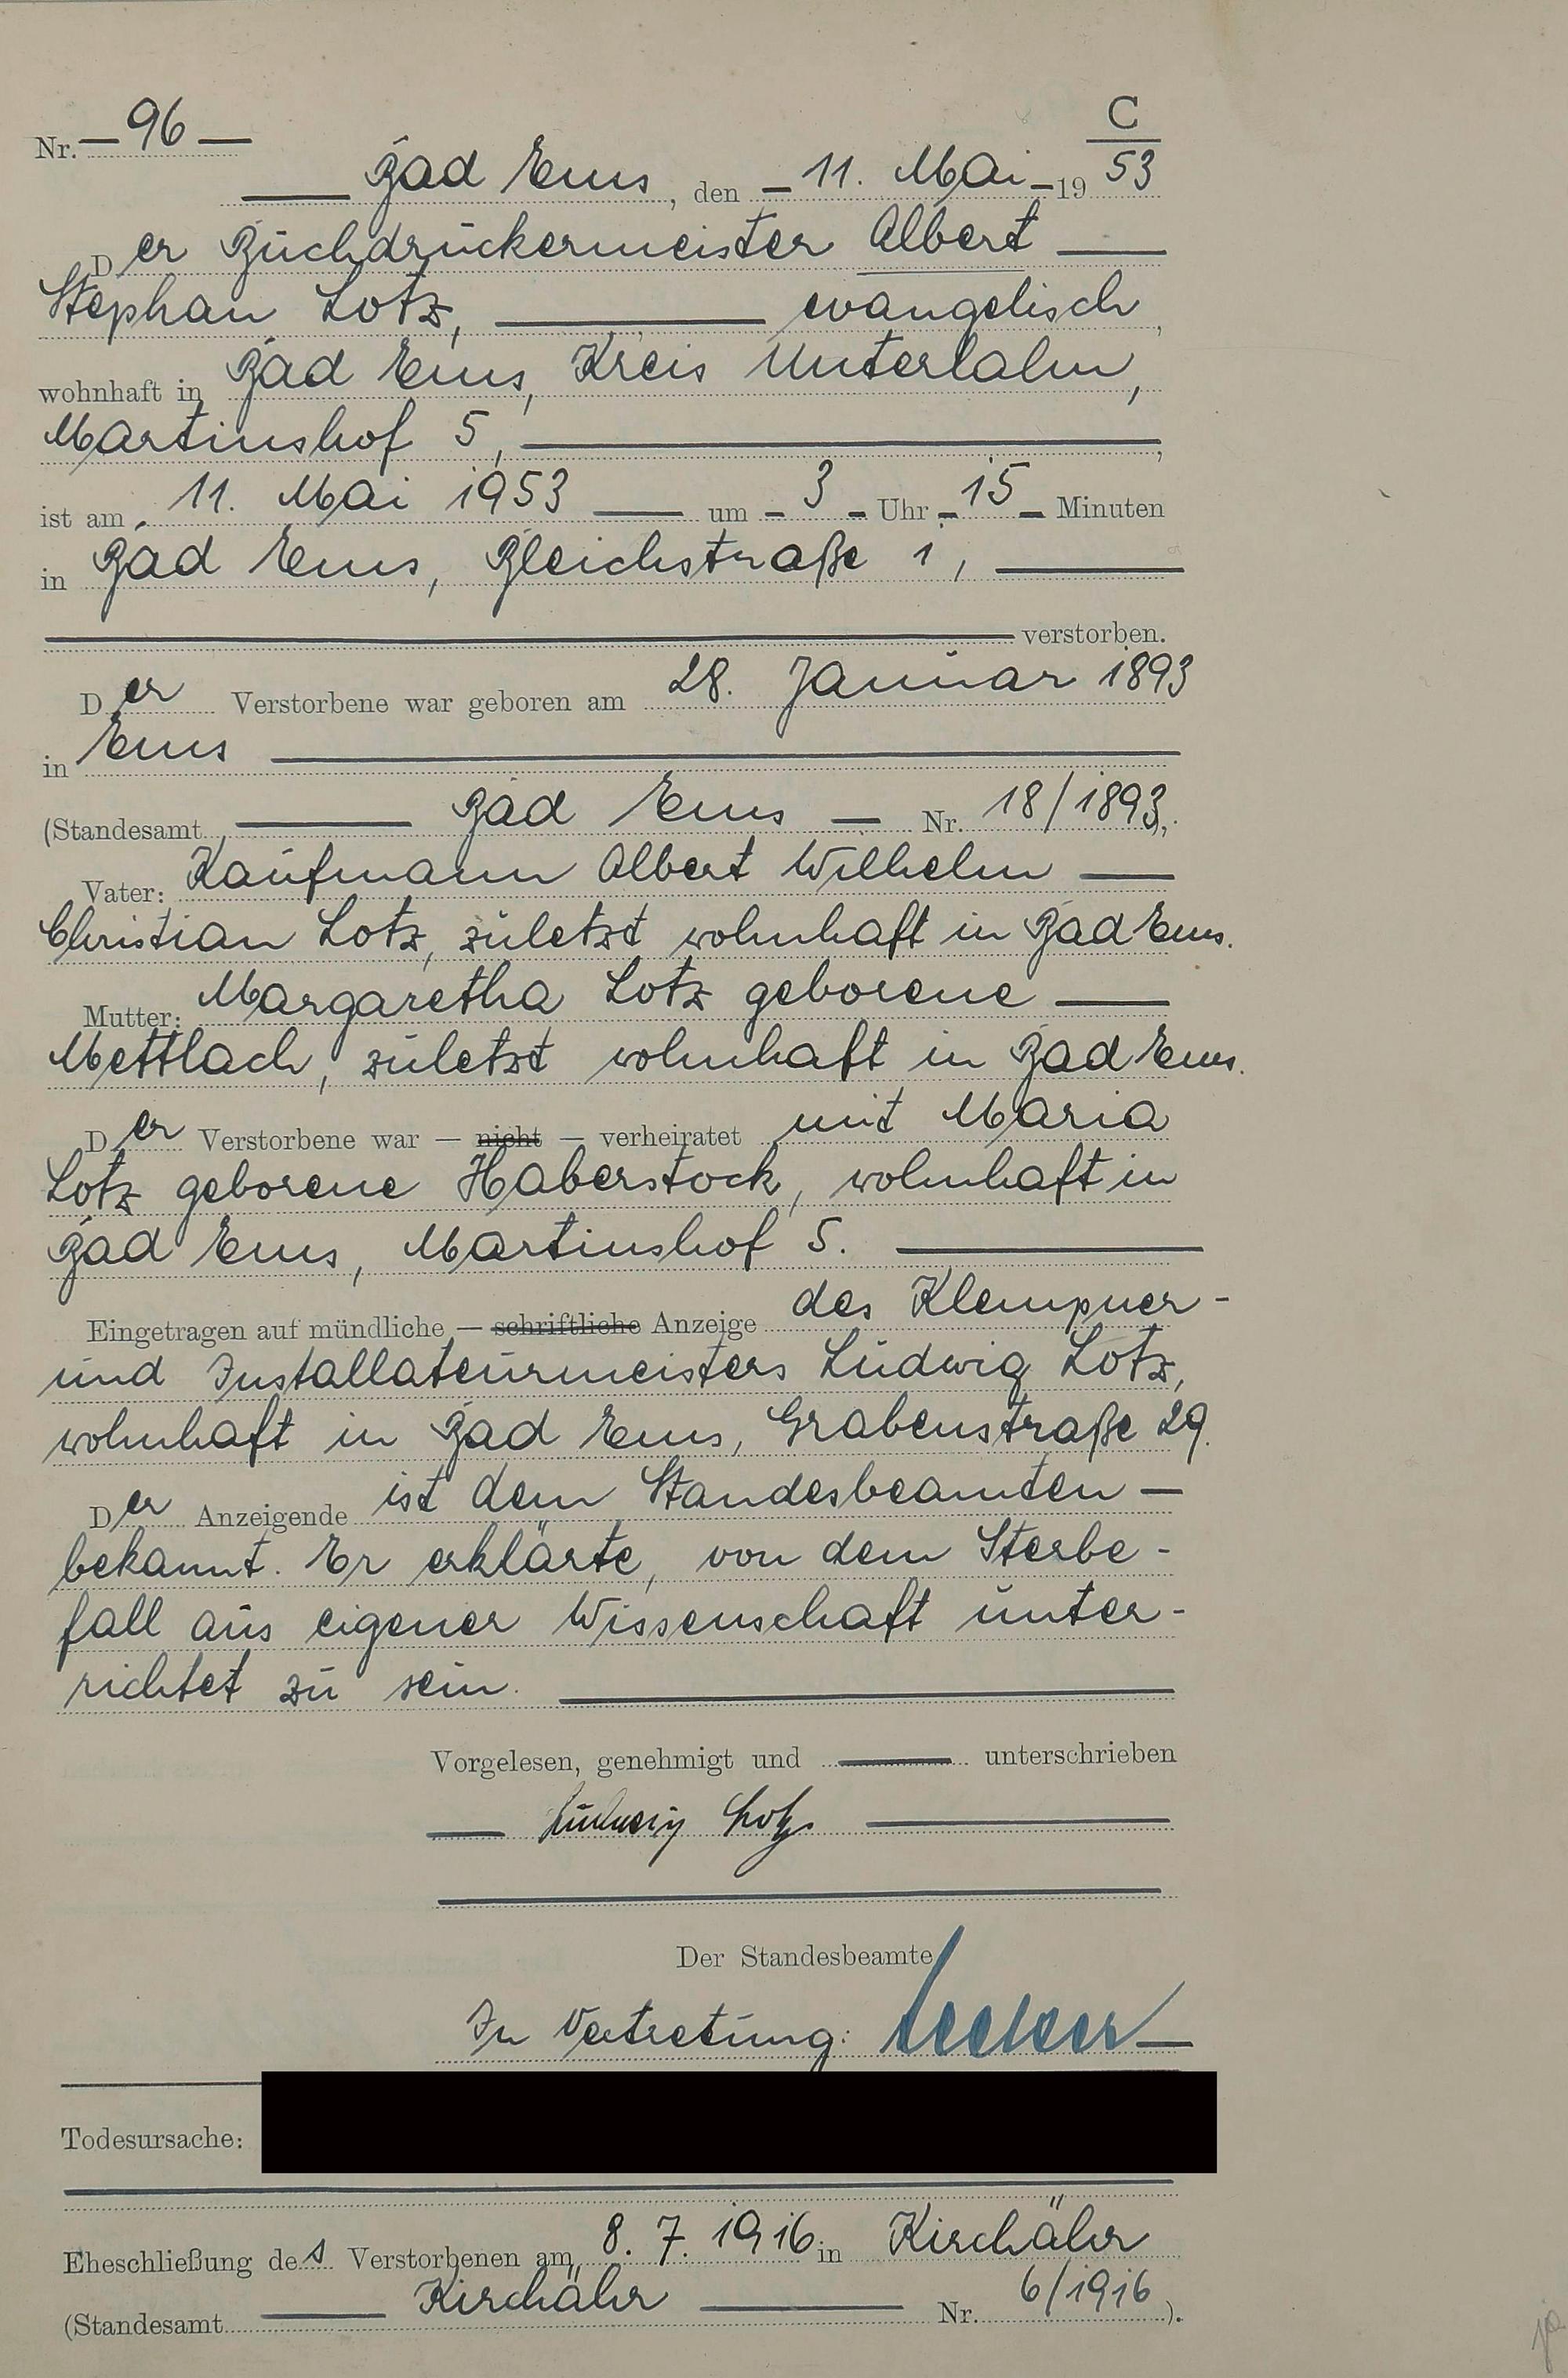 C
Nr. — 96 —
Bad Ems, den — 11. Mai — 19 53
Der Buchdruckermeister Albert
Stephan Lotz, evangelisch,
wohnhaft in Bad Ems, Kreis Unterlahn,
Martinshof 5,
ist am 11. Mai 1953 um — 3 — Uhr — 15 — Minuten
in Bad Ems, Bleichstraße 1,
verstorben.
Der Verstorbene war geboren am 28. Januar 1893
in Ems
(Standesamt Bad Ems — Nr. 18/1893).
Vater: Kaufmann Albert Wilhelm
Christian Lotz, zuletzt wohnhaft in Bad Ems.
Mutter: Margaretha Lotz geborene
Mettlach, zuletzt wohnhaft in Bad Ems.
Der Verstorbene war — nicht — verheiratet mit Maria
Lotz geborene Haberstock, wohnhaft in
Bad Ems, Martinshof 5.
Eingetragen auf mündliche — schriftliche Anzeige des Klempner-
und Installateurmeisters Ludwig Lotz,
wohnhaft in Bad Ems, Grabenstraße 29.
Der Anzeigende ist dem Standesbeamten —
bekannt. Er erklärte, von dem Sterbe-
fall aus eigener Wissenschaft unter-
richtet zu sein.
Vorgelesen, genehmigt und unterschrieben
Ludwig Lotz
Der Standesbeamte
In Vertretung:
Todesursache:
Eheschließung des Verstorbenen am 8. 7. 1916 in Kirchähr
(Standesamt Kirchähr Nr. 6/1916).